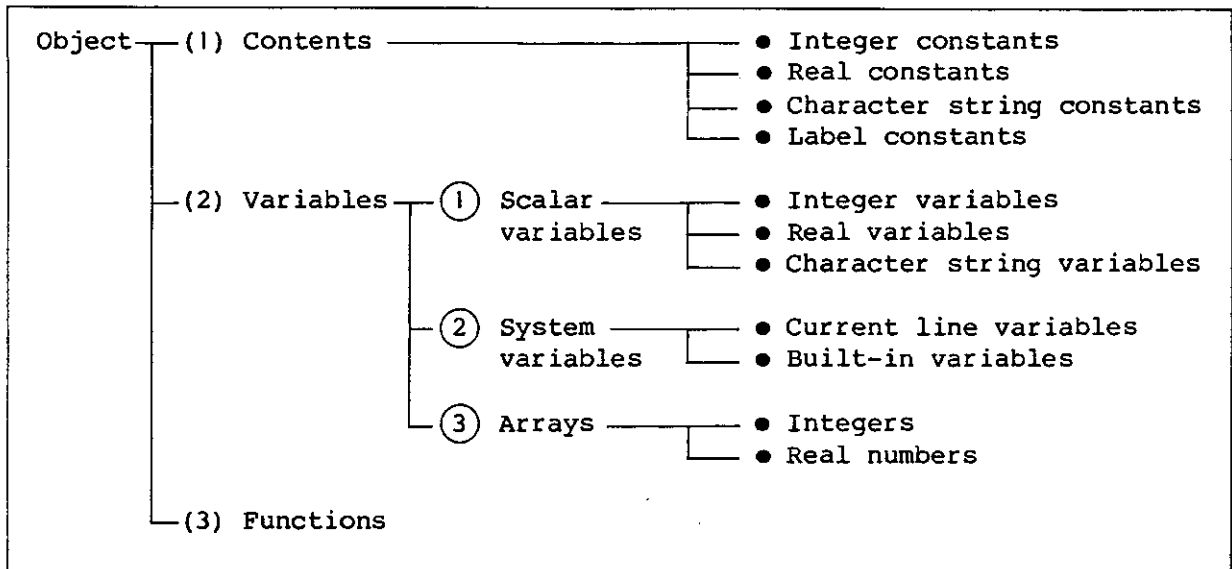 Object (1) Contents ● Integer constants
● Real constants
● Character string constants
● Label constants
(2) Variables ① Scalar variables ● Integer variables
● Real variables
● Character string variables
② System variables ● Current line variables
● Built-in variables
③ Arrays ● Integers
● Real numbers
(3) Functions